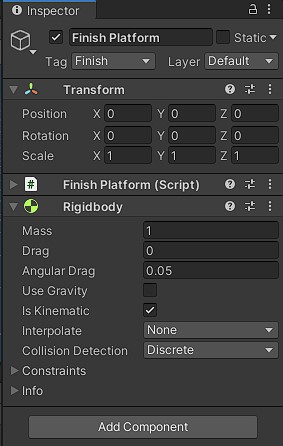 Inspector
Finish Platform Static
Tag Finish Layer Default
Transform
Position X 0 Y 0 Z 0
Rotation X 0 Y 0 Z 0
Scale X 1 Y 1 Z 1
# Finish Platform (Script)
Rigidbody
Mass 1
Drag 0
Angular Drag 0.05
Use Gravity
Is Kinematic
Interpolate None
Collision Detection Discrete
Constraints
Info
Add Component